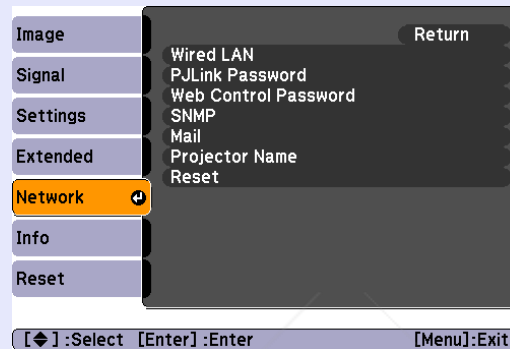 Image
Signal
Settings
Extended
Network
Info
Reset
Return
Wired LAN
PJLink Password
Web Control Password
SNMP
Mail
Projector Name
Reset
[◆] :Select [Enter] :Enter [Menu]:Exit